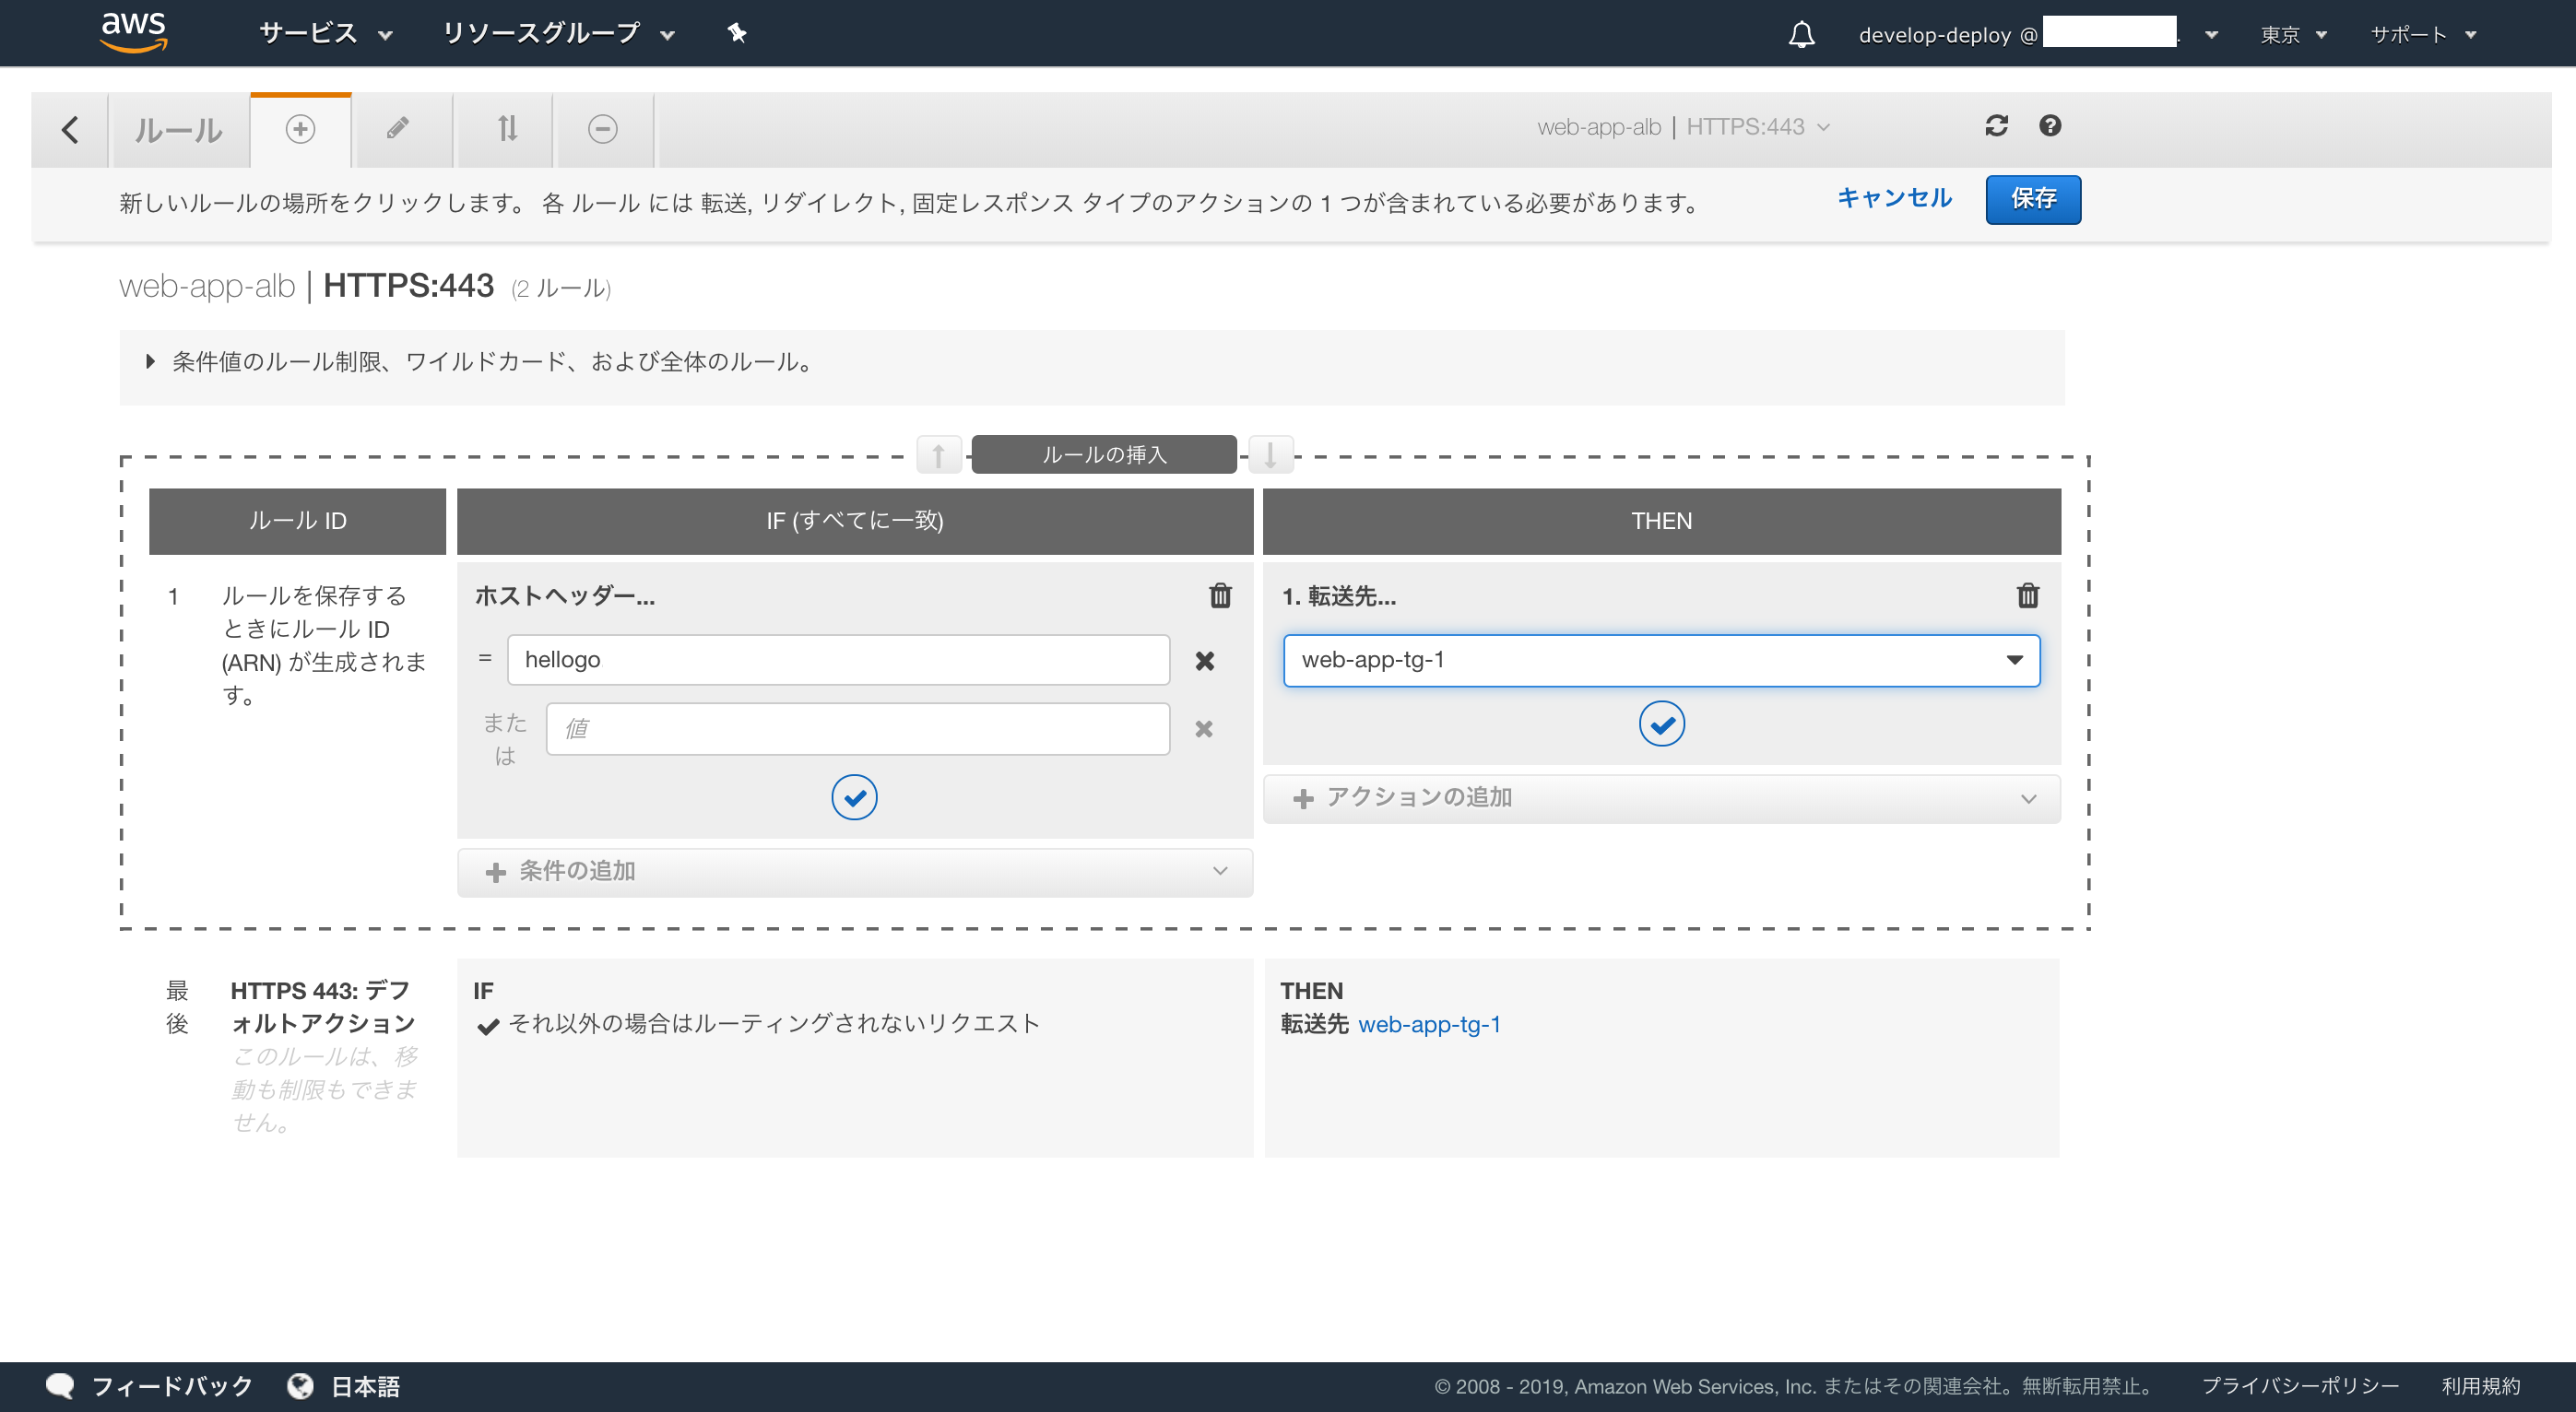 aws サービス リソースグループ develop-deploy @ . 東京 サポート
ルール web-app-alb | HTTPS:443
新しいルールの場所をクリックします。 各 ルール には 転送, リダイレクト, 固定レスポンス タイプのアクションの 1 つが含まれている必要があります。 キャンセル 保存
web-app-alb | HTTPS:443 (2 ルール)
条件値のルール制限、ワイルドカード、および全体のルール。
ルールの挿入
ルール ID IF (すべてに一致) THEN
1 ルールを保存する
ときにルール ID
(ARN) が生成されま
す。
ホストヘッダー...
= hellogo
また
は
値
条件の追加
1. 転送先...
web-app-tg-1
アクションの追加
最
後
HTTPS 443: デフ
ォルトアクション
このルールは、移
動も制限もできま
せん。
IF
それ以外の場合はルーティングされないリクエスト
THEN
転送先 web-app-tg-1
フィードバック 日本語 © 2008 - 2019, Amazon Web Services, Inc. またはその関連会社。無断転用禁止。 プライバシーポリシー 利用規約